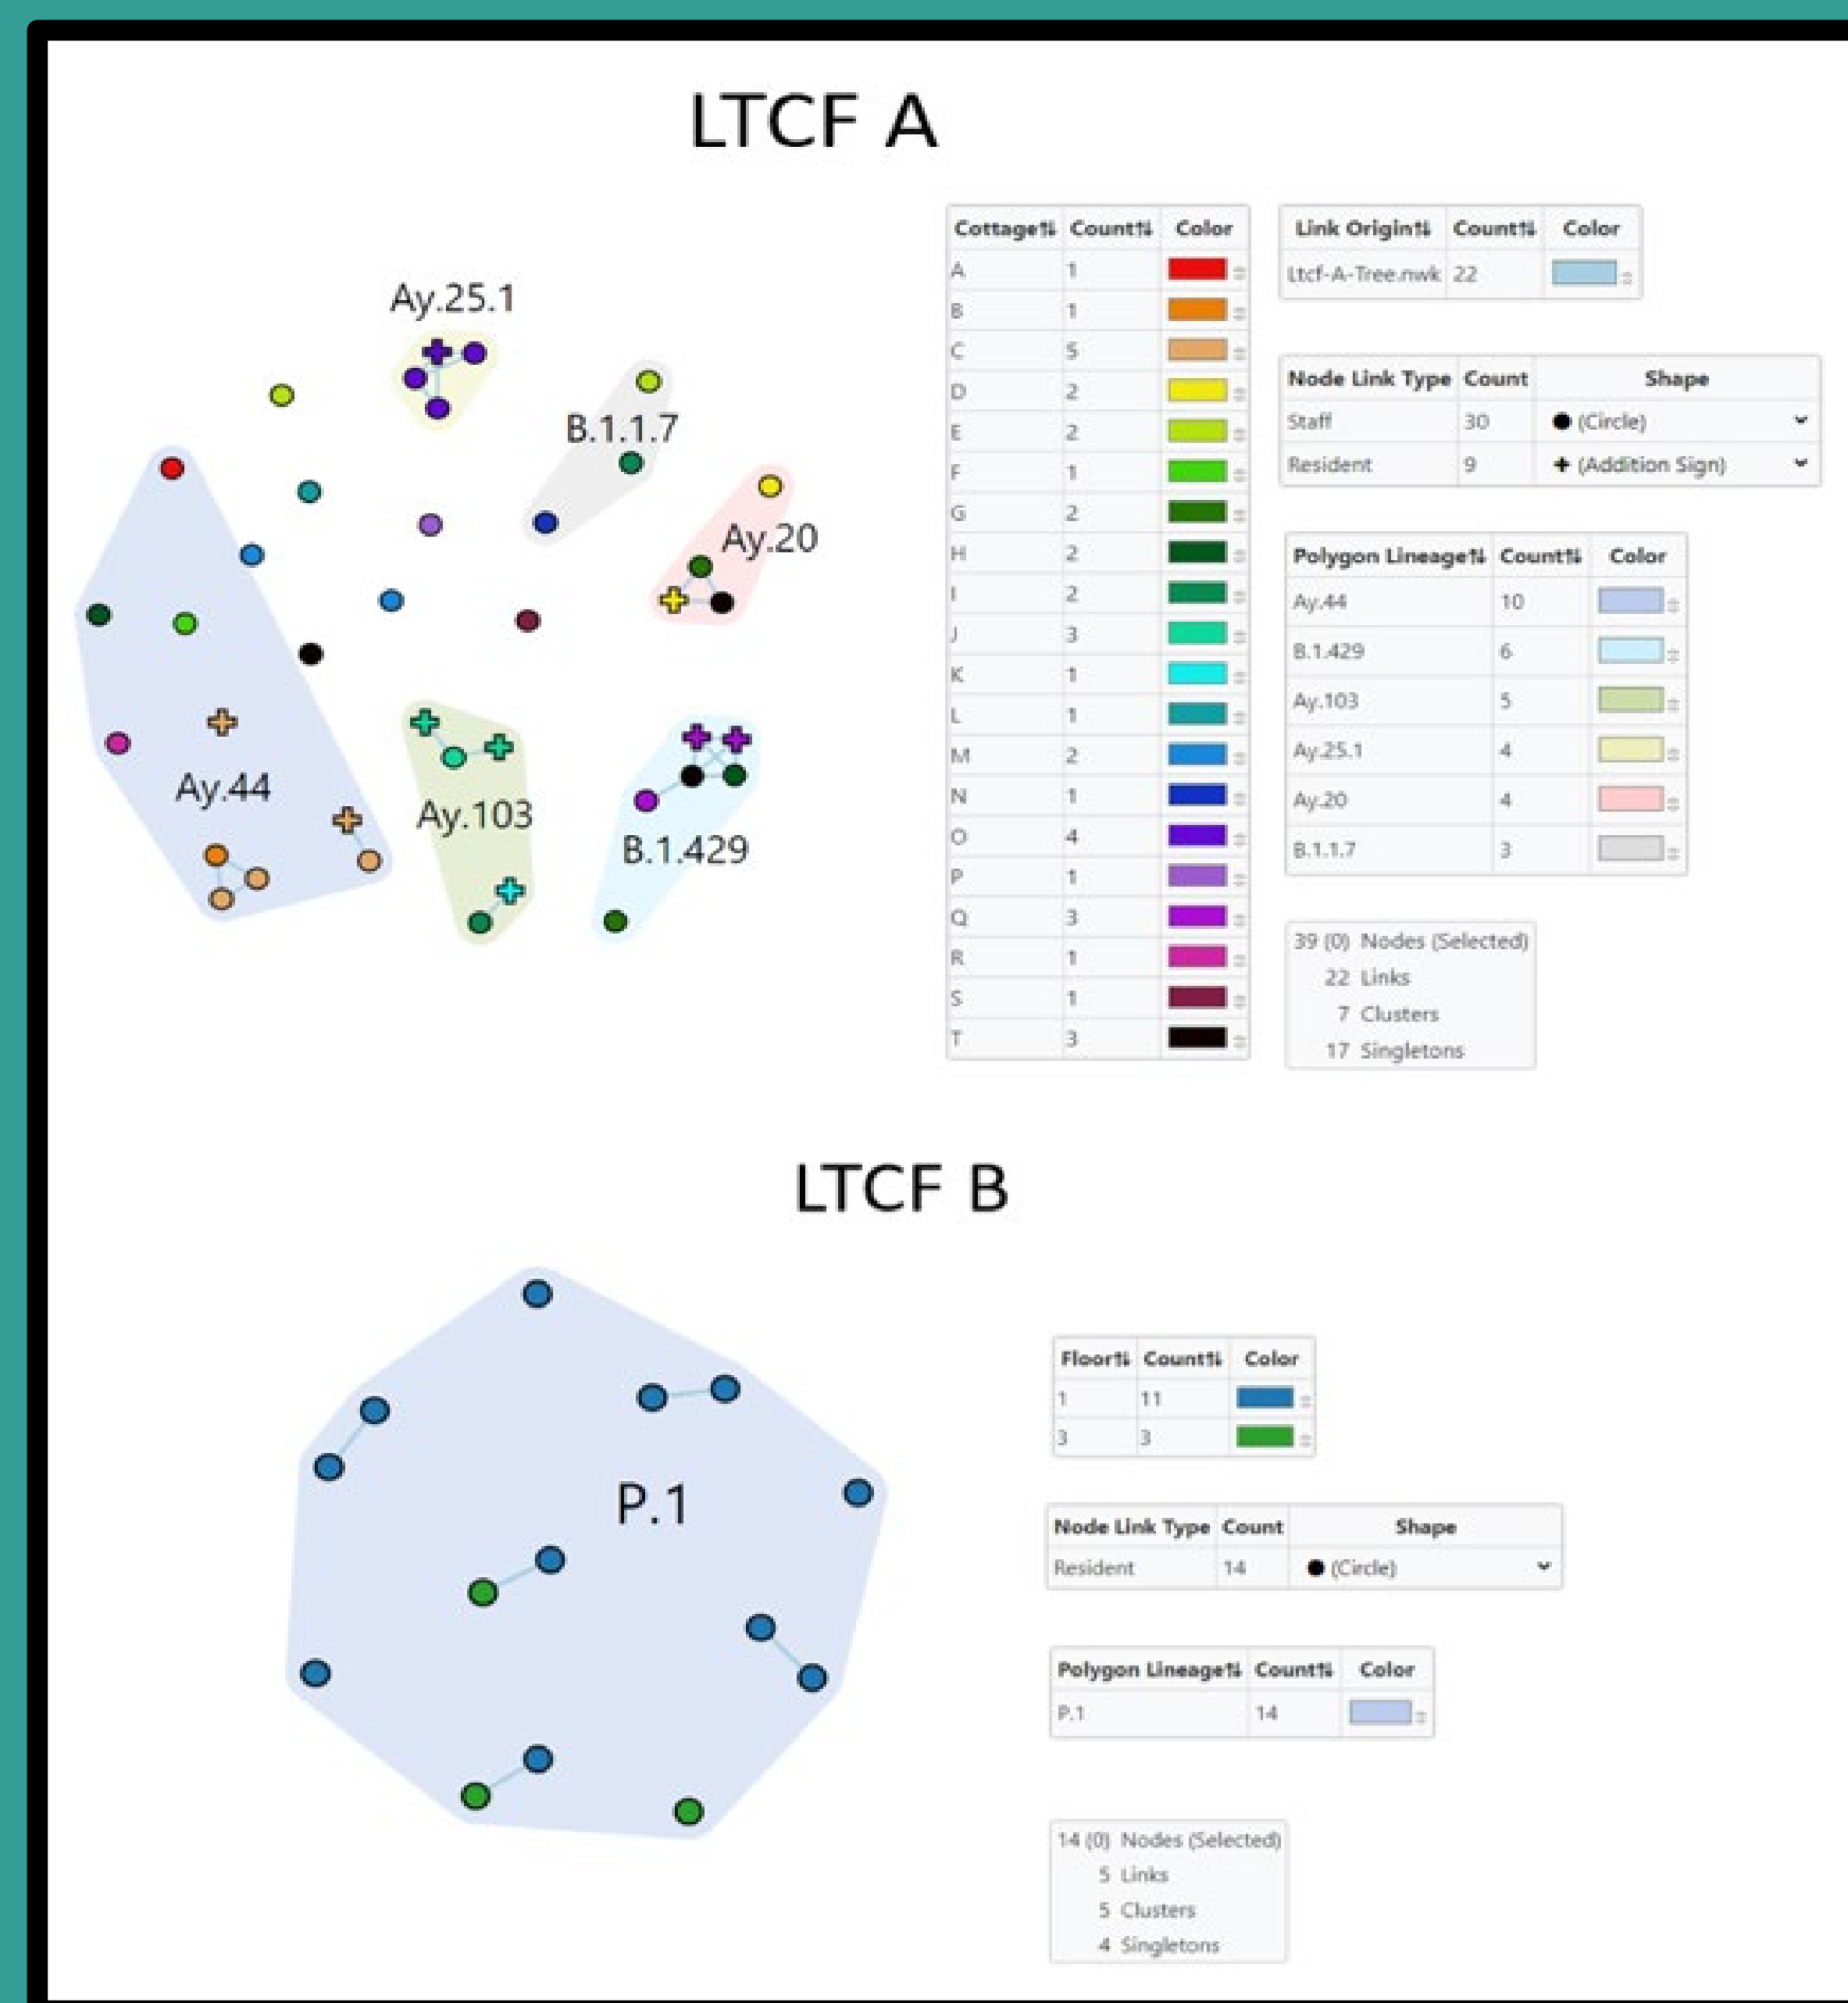 LTCF A
Ay.25.1
B.1.1.7
Ay.20
Ay.44
Ay.103
B.1.429
Cottage Count Color
A 1
B 1
C 5
D 2
E 2
F 1
G 2
H 2
I 2
J 3
K 1
L 1
M 2
N 1
O 4
P 1
Q 3
R 1
S 1
T 3
Link Origin Count Color
Ltcf-A-Tree.nwk 22
Node Link Type Count Shape
Staff 30 (Circle)
Resident 9 (Addition Sign)
Polygon Lineage Count Color
Ay.44 10
B.1.429 6
Ay.103 5
Ay.25.1 4
Ay.20 4
B.1.1.7 3
39 (0) Nodes (Selected)
22 Links
7 Clusters
17 Singletons
LTCF B
P.1
Floor Count Color
1 11
3 3
Node Link Type Count Shape
Resident 14 (Circle)
Polygon Lineage Count Color
P.1 14
14 (0) Nodes (Selected)
5 Links
5 Clusters
4 Singletons